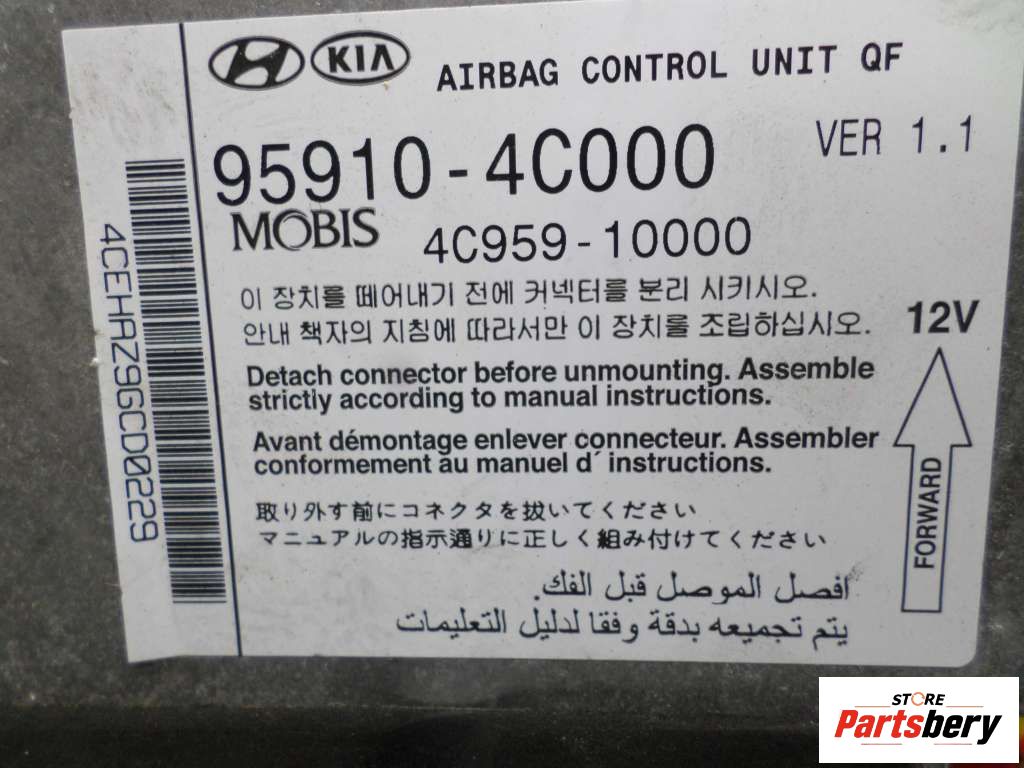 KIA
AIRBAG CONTROL UNIT QF
95910-4C000
VER 1.1
MOBIS
4C959-10000
이 장치를 떼어내기 전에 커넥터를 분리 시키시오.
안내 책자의 지침에 따라서만 이 장치를 조립하십시오.
12V
Detach connector before unmounting. Assemble
strictly according to manual instructions.
Avant démontage enlever connecteur. Assembler
conformement au manuel d´instructions.
取り外す前にコネクタを抜いてください
マニュアルの指示通りに正しく組み付けてください
افصل الموصل قبل الفك.
يتم تجميعه بدقة وفقا لدليل التعليمات
FORWARD
4CEHAZ9GCD0229
STORE
Partsbery